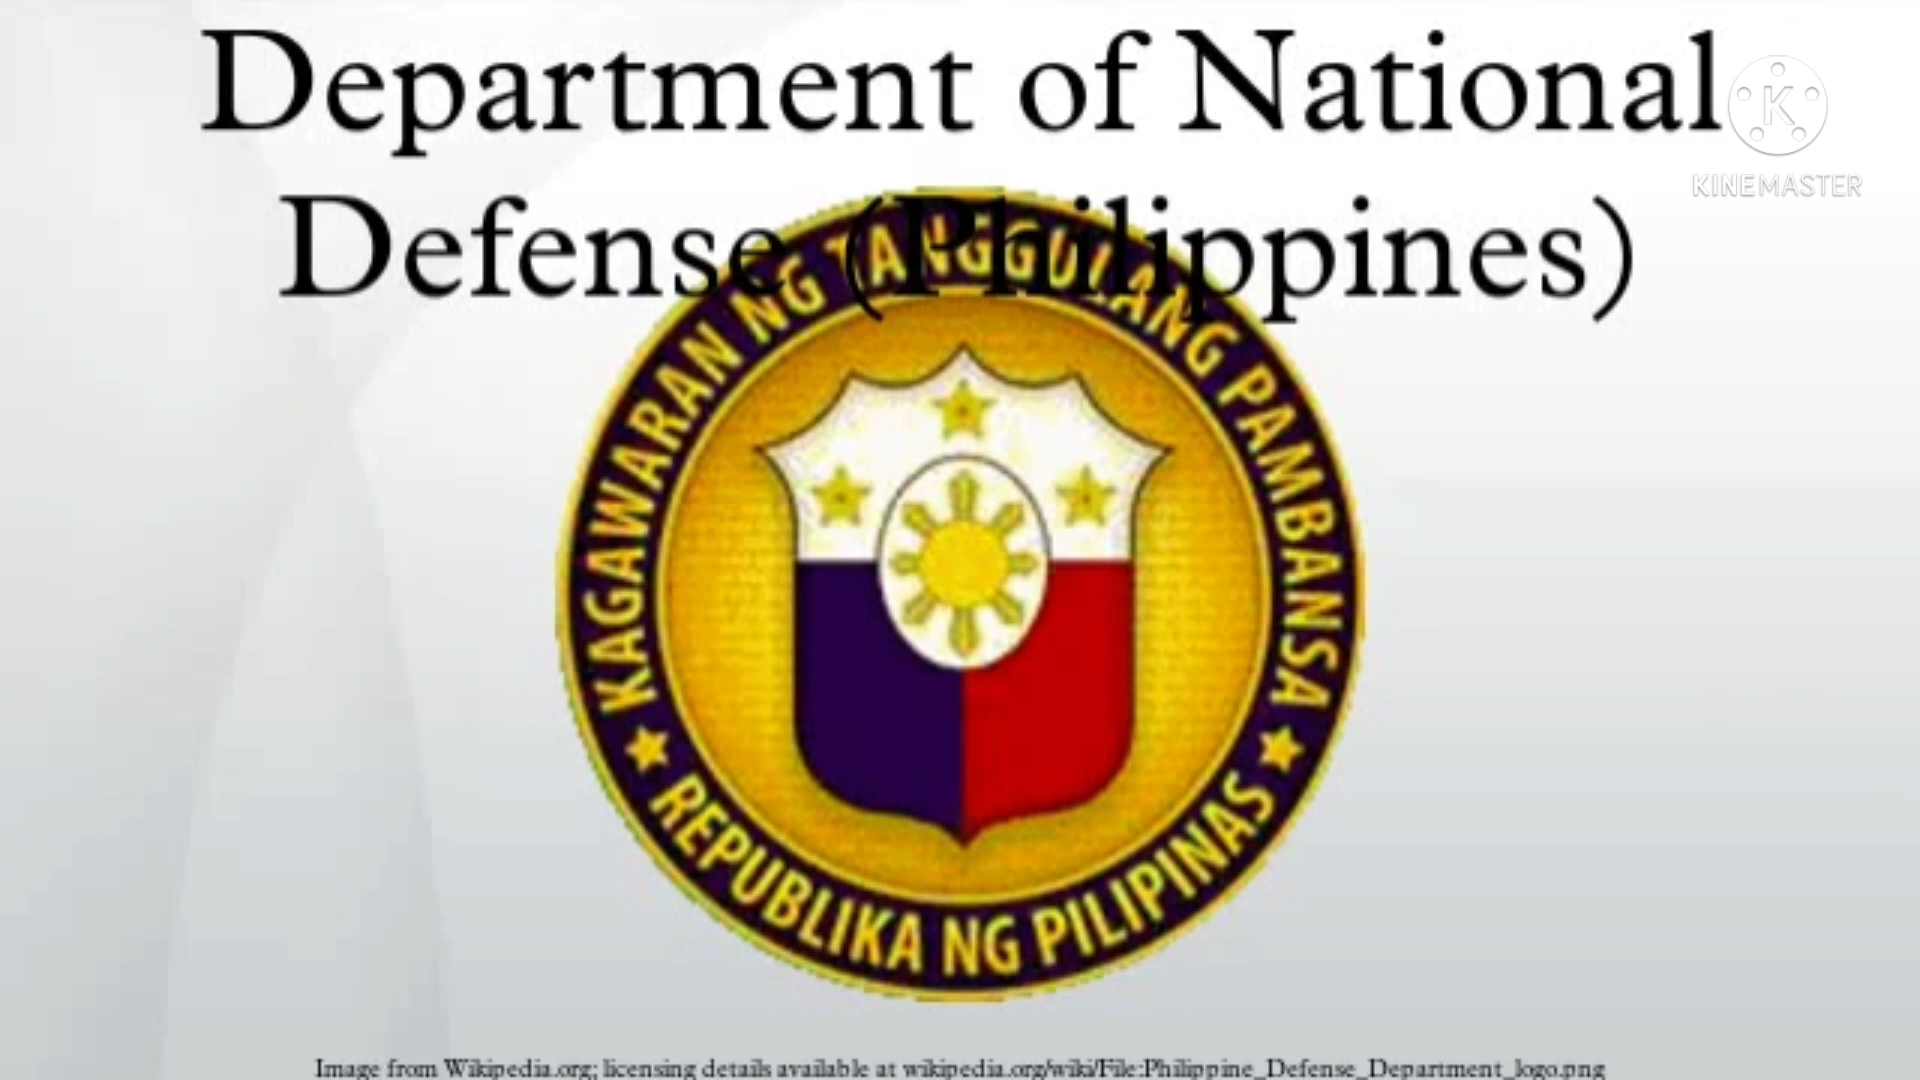 Department of National
Defense (Philippines)
KINEMASTER
KAGAWARAN NG TANGGULANG PAMBANSA
REPUBLIKA NG PILIPINAS
Image from Wikipedia.org; licensing details available at wikipedia.org/wiki/File:Philippine_Defense_Department_logo.png